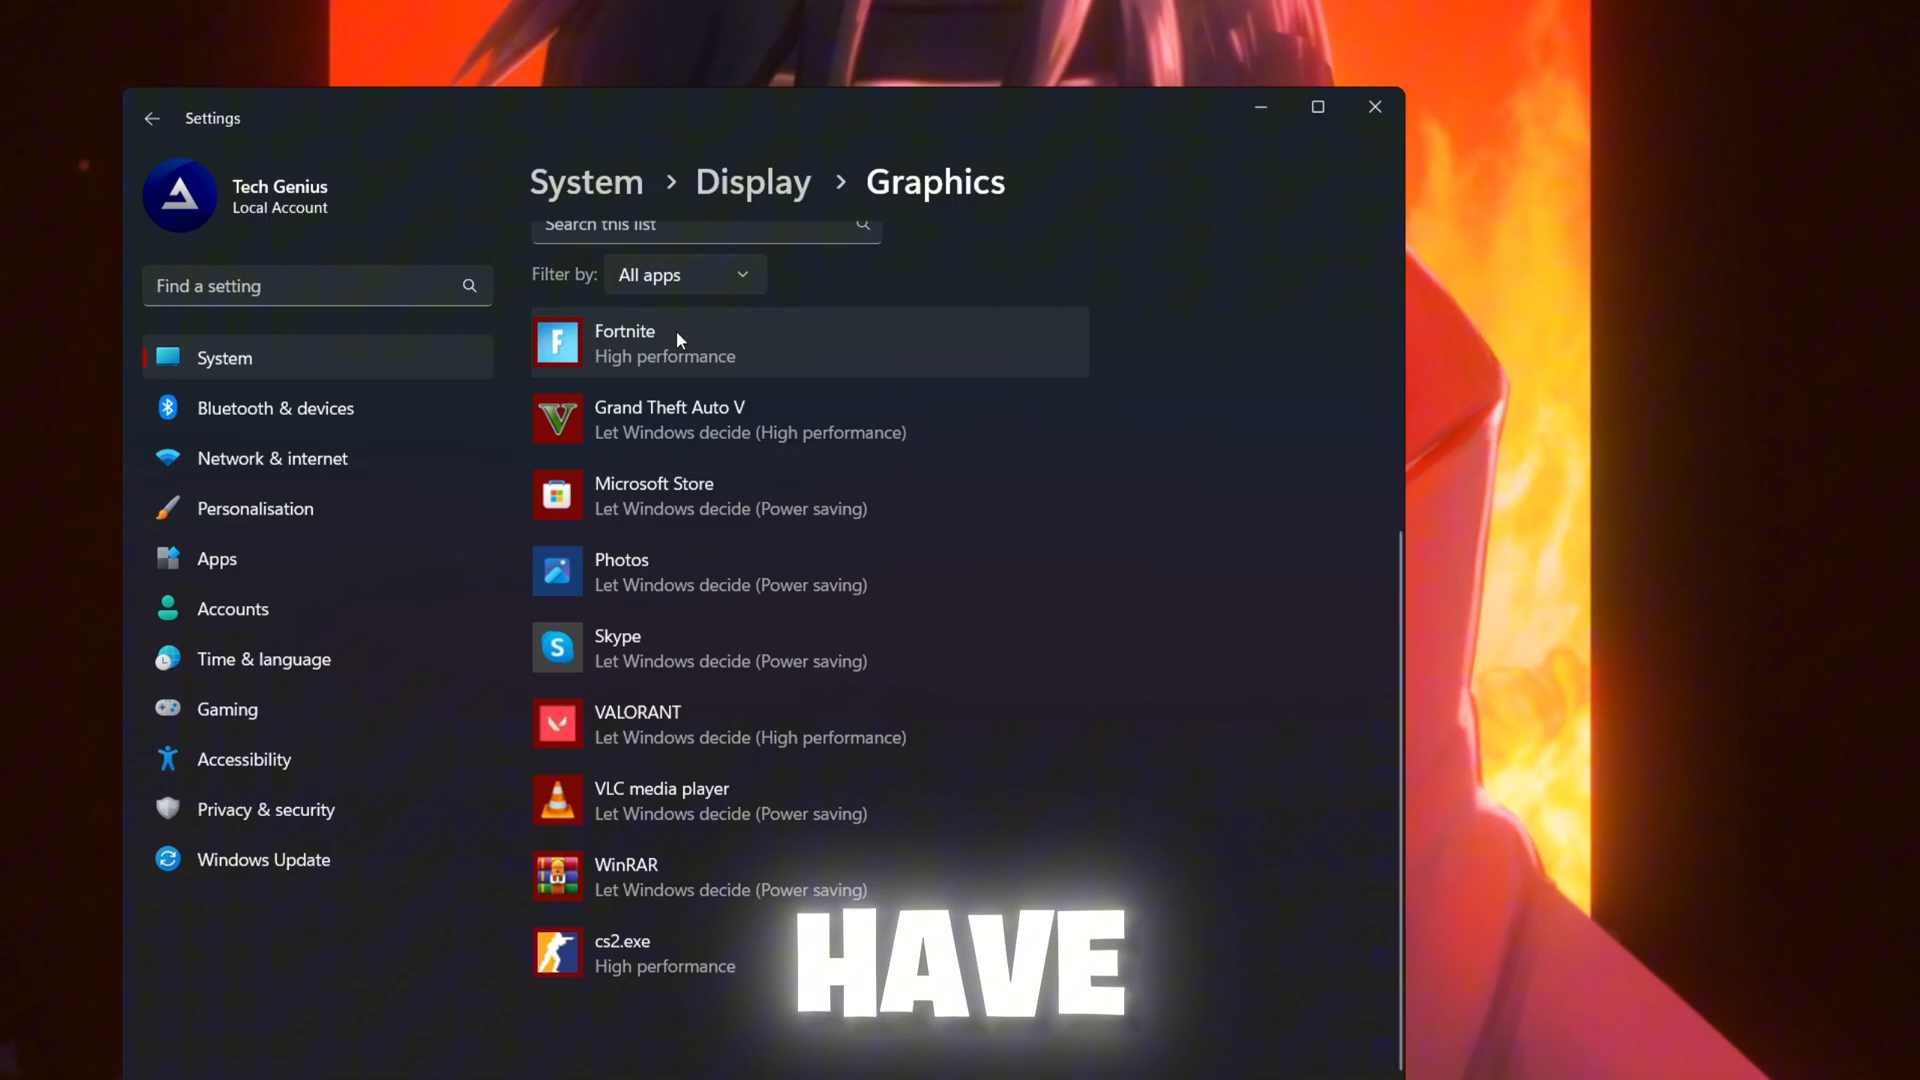 Settings
Tech Genius
Local Account
Find a setting
System
Bluetooth & devices
Network & internet
Personalisation
Apps
Accounts
Time & language
Gaming
Accessibility
Privacy & security
Windows Update
System > Display > Graphics
Search this list
Filter by: All apps
Fortnite
High performance
Grand Theft Auto V
Let Windows decide (High performance)
Microsoft Store
Let Windows decide (Power saving)
Photos
Let Windows decide (Power saving)
Skype
Let Windows decide (Power saving)
VALORANT
Let Windows decide (High performance)
VLC media player
Let Windows decide (Power saving)
WinRAR
Let Windows decide (Power saving)
cs2.exe
High performance
HAVE